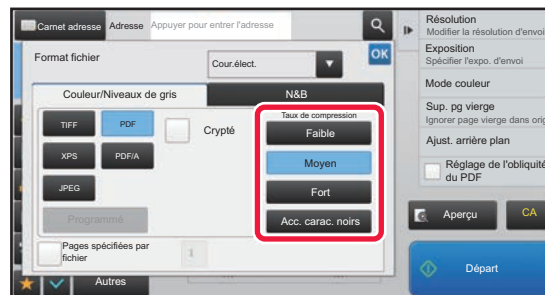 Carnet adresse
Adresse
Appuyer pour entrer l'adresse
Format fichier
Cour.élect.
OK
Couleur/Niveaux de gris
N&B
TIFF
PDF
Crypté
XPS
PDF/A
JPEG
Programmé
Taux de compression
Faible
Moyen
Fort
Acc. carac. noirs
Pages spécifiées par
fichier
1
Autres
Résolution
Modifier la résolution d'envoi
Exposition
Spécifier l'expo. d'envoi
Mode couleur
Sup. pg vierge
Ignorer page vierge dans orig
Ajust. arrière plan
Réglage de l'obliquité
du PDF
Aperçu
CA
Départ